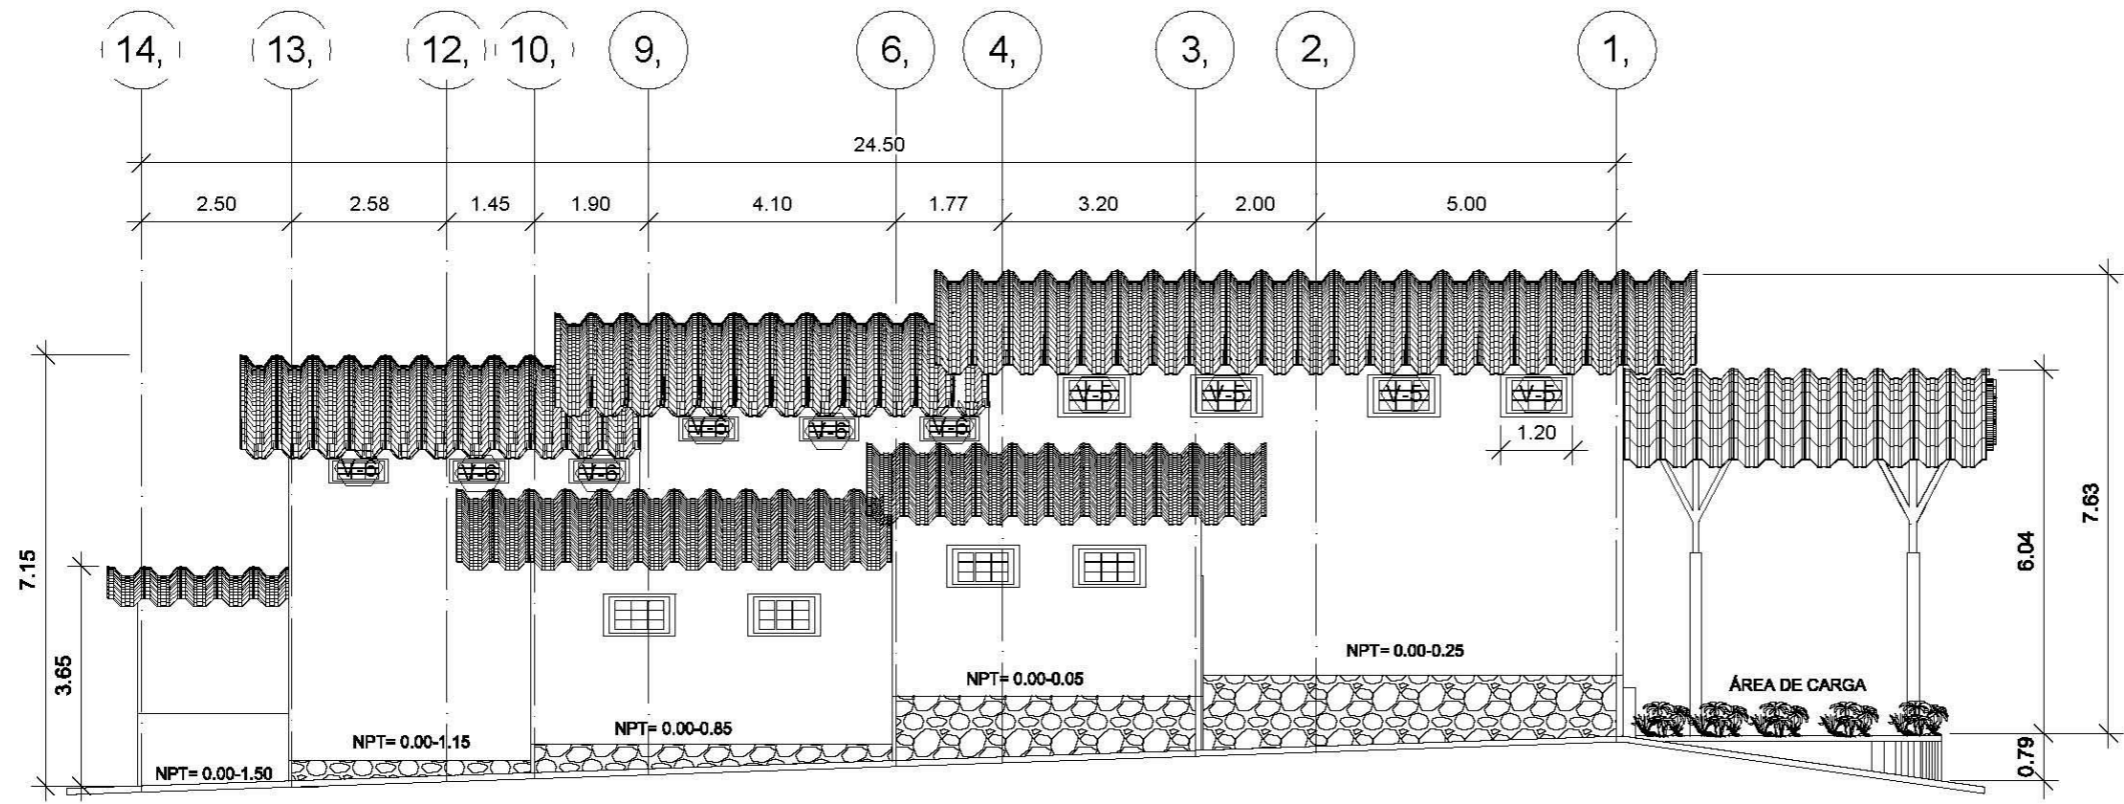 14,
13,
12,
10,
9,
6,
4,
3,
2,
1,
24.50
2.50
2.58
1.45
1.90
4.10
1.77
3.20
2.00
5.00
V-5
V-5
V-5
V-5
V-6
V-6
V-6
1.20
V-6
V-6
V-6
7.15
3.65
7.63
6.04
0.79
NPT= 0.00-0.25
NPT= 0.00-0.05
ÁREA DE CARGA
NPT= 0.00-0.85
NPT= 0.00-1.15
NPT= 0.00-1.50